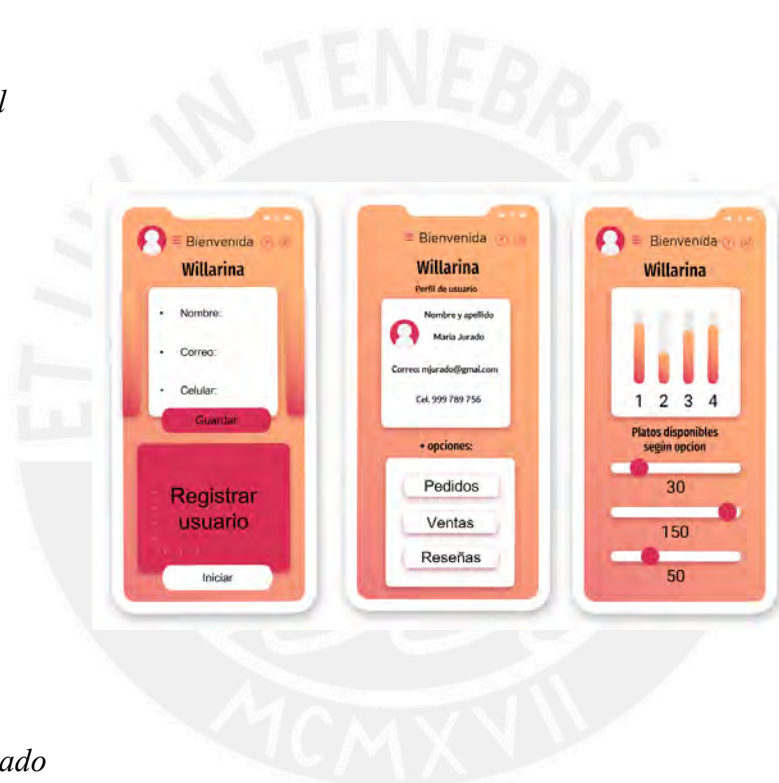 l
ET LUX IN TENEBRIS
Bienvenida
Willarina
Nombre:
Correo:
Celular:
Guardar
Registrar
usuario
Iniciar
Bienvenida
Willarina
Perfil de usuario
Nombre y apellido
Maria Jurado
Correo: mjurado@gmal.com
Cel. 999 789 756
+ opciones:
Pedidos
Ventas
Reseñas
Bienvenida
Willarina
1 2 3 4
Platos disponibles
según opcion
30
150
50
MCMXVII
ado